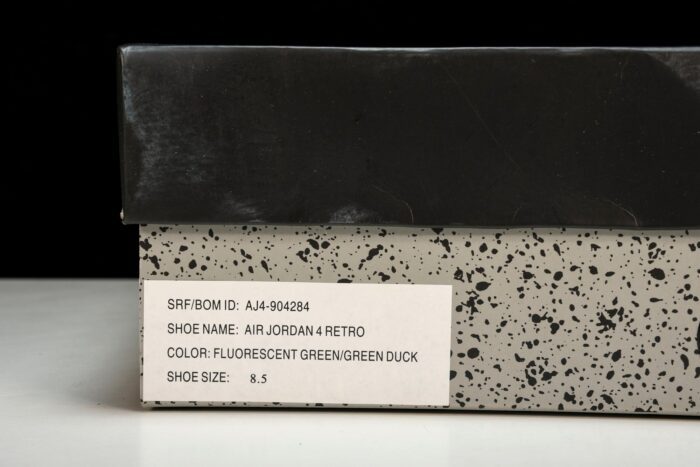 SRF/BOM ID: AJ4-904284
SHOE NAME: AIR JORDAN 4 RETRO
COLOR: FLUORESCENT GREEN/GREEN DUCK
SHOE SIZE: 8.5